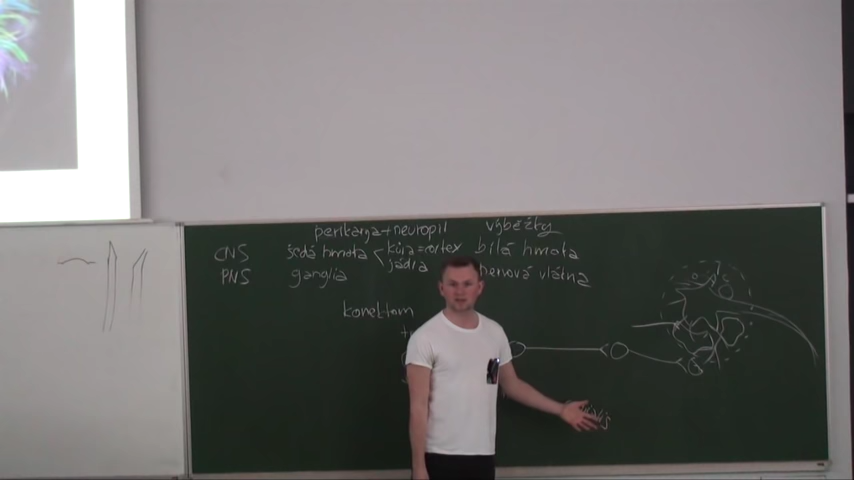 perikarya+neuropil výběžky
CNS šedá hmota < kůra=cortex bílá hmota
jádra
PNS ganglia nervová vlákna
konektom